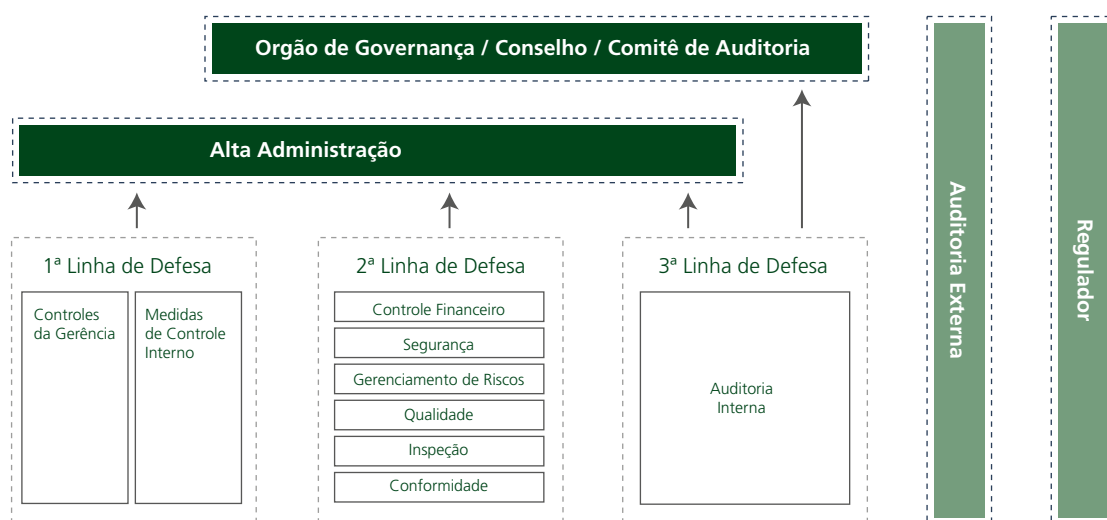 Orgão de Governança / Conselho / Comitê de Auditoria
Alta Administração
1ª Linha de Defesa
Controles
da Gerência
Medidas
de Controle
Interno
2ª Linha de Defesa
Controle Financeiro
Segurança
Gerenciamento de Riscos
Qualidade
Inspeção
Conformidade
3ª Linha de Defesa
Auditoria
Interna
Auditoria Externa
Regulador